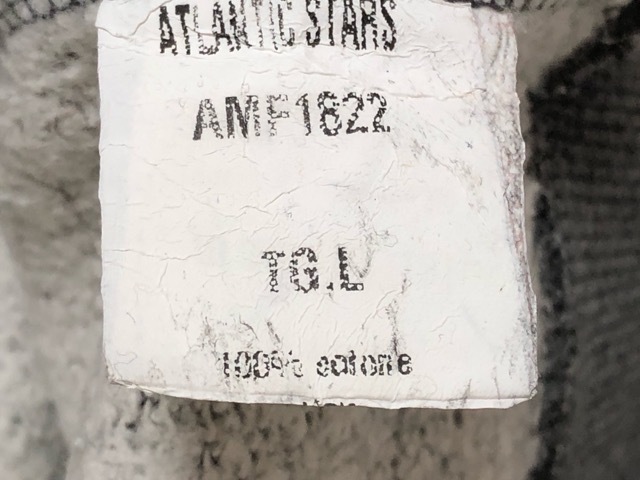 ATLANTIC STARS
AMF1822
TG.L
100% cotone